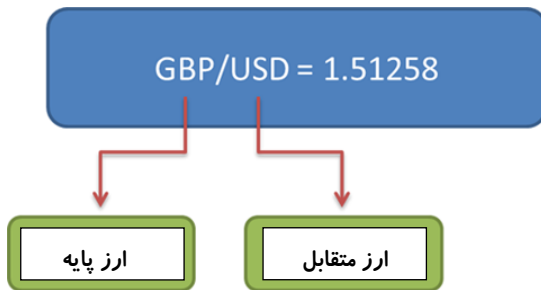 GBP/USD = 1.51258
ارز پایه
ارز متقابل